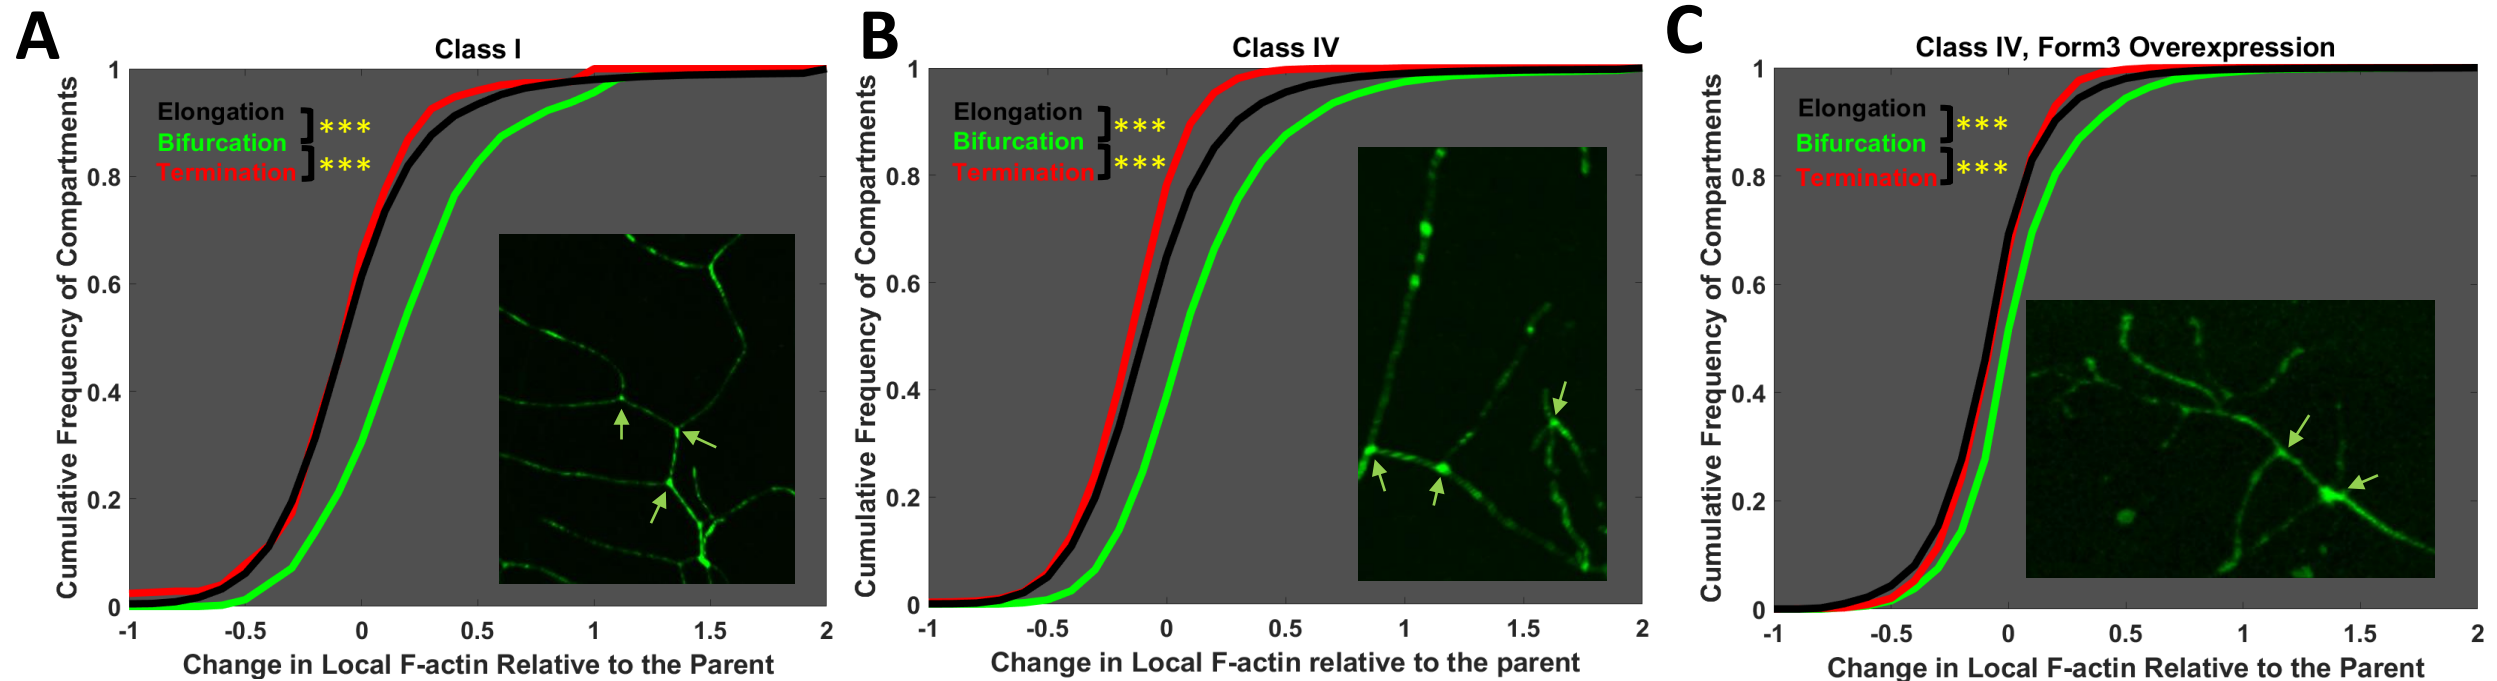 A
Class I
Cumulative Frequency of Compartments
1
0.8
0.6
0.4
0.2
0
Elongation
Bifurcation
Termination
***
***
-1
-0.5
0
0.5
1
1.5
2
Change in Local F-actin Relative to the Parent
B
Class IV
Cumulative Frequency of Compartments
1
0.8
0.6
0.4
0.2
0
Elongation
Bifurcation
Termination
***
***
-1
-0.5
0
0.5
1
1.5
2
Change in Local F-actin relative to the parent
C
Class IV, Form3 Overexpression
Cumulative Frequency of Compartments
1
0.8
0.6
0.4
0.2
0
Elongation
Bifurcation
Termination
***
***
-1
-0.5
0
0.5
1
1.5
2
Change in Local F-actin Relative to the Parent